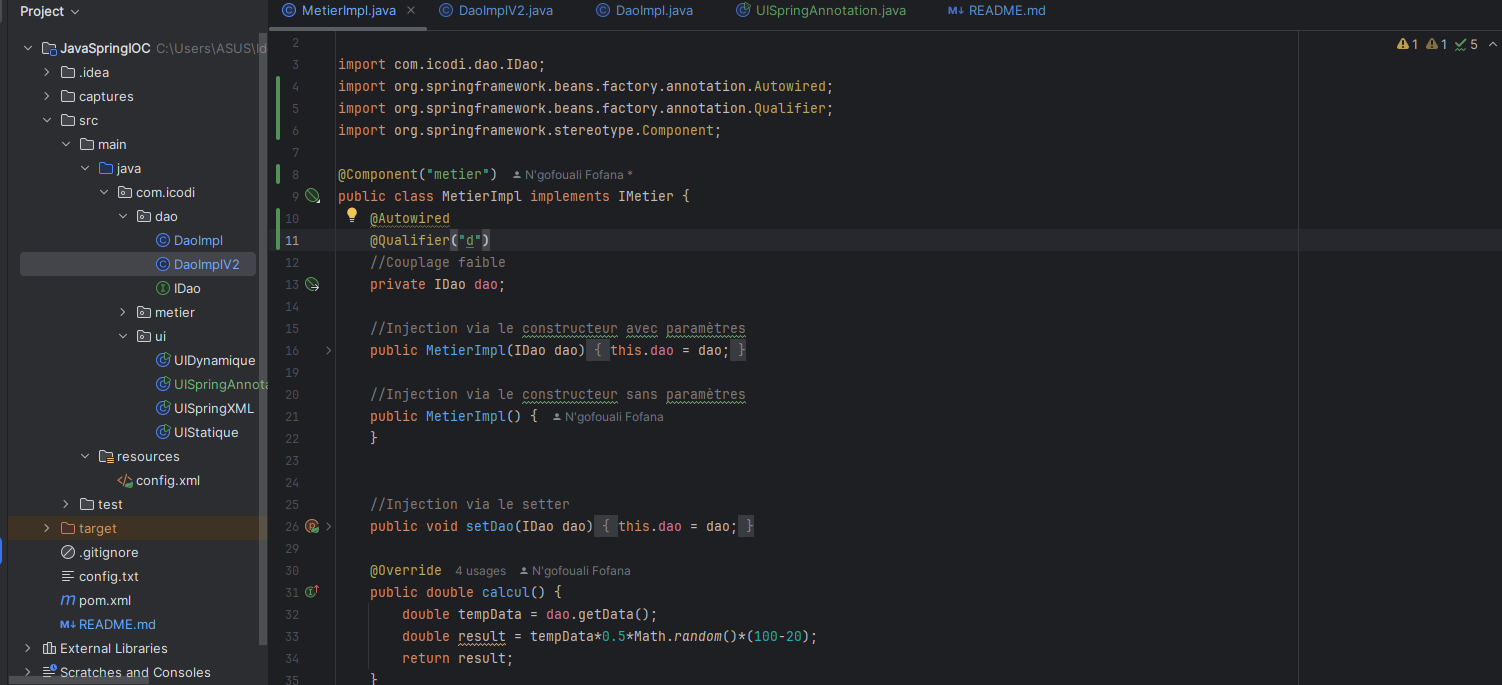 Project
JavaSpringIOC C:\Users\ASUS\Ide
.idea
captures
src
main
java
com.icodi
dao
DaoImpl
DaoImplV2
IDao
metier
ui
UIDynamique
UISpringAnnota
UISpringXML
UIStatique
resources
config.xml
test
target
.gitignore
config.txt
pom.xml
M↓ README.md
External Libraries
Scratches and Consoles
MetierImpl.java DaoImplV2.java DaoImpl.java UISpringAnnotation.java M↓ README.md
1 1 5
2
3 import com.icodi.dao.IDao;
4 import org.springframework.beans.factory.annotation.Autowired;
5 import org.springframework.beans.factory.annotation.Qualifier;
6 import org.springframework.stereotype.Component;
7
8 @Component("metier") N'gofouali Fofana *
9 public class MetierImpl implements IMetier {
10 @Autowired
11 @Qualifier("d")
12 //Couplage faible
13 private IDao dao;
14
15 //Injection via le constructeur avec paramètres
16 public MetierImpl(IDao dao) { this.dao = dao; }
19
20 //Injection via le constructeur sans paramètres
21 public MetierImpl() { N'gofouali Fofana
22 }
23
24
25 //Injection via le setter
26 public void setDao(IDao dao) { this.dao = dao; }
29
30 @Override 4 usages N'gofouali Fofana
31 public double calcul() {
32 double tempData = dao.getData();
33 double result = tempData*0.5*Math.random()*(100-20);
34 return result;
35 }